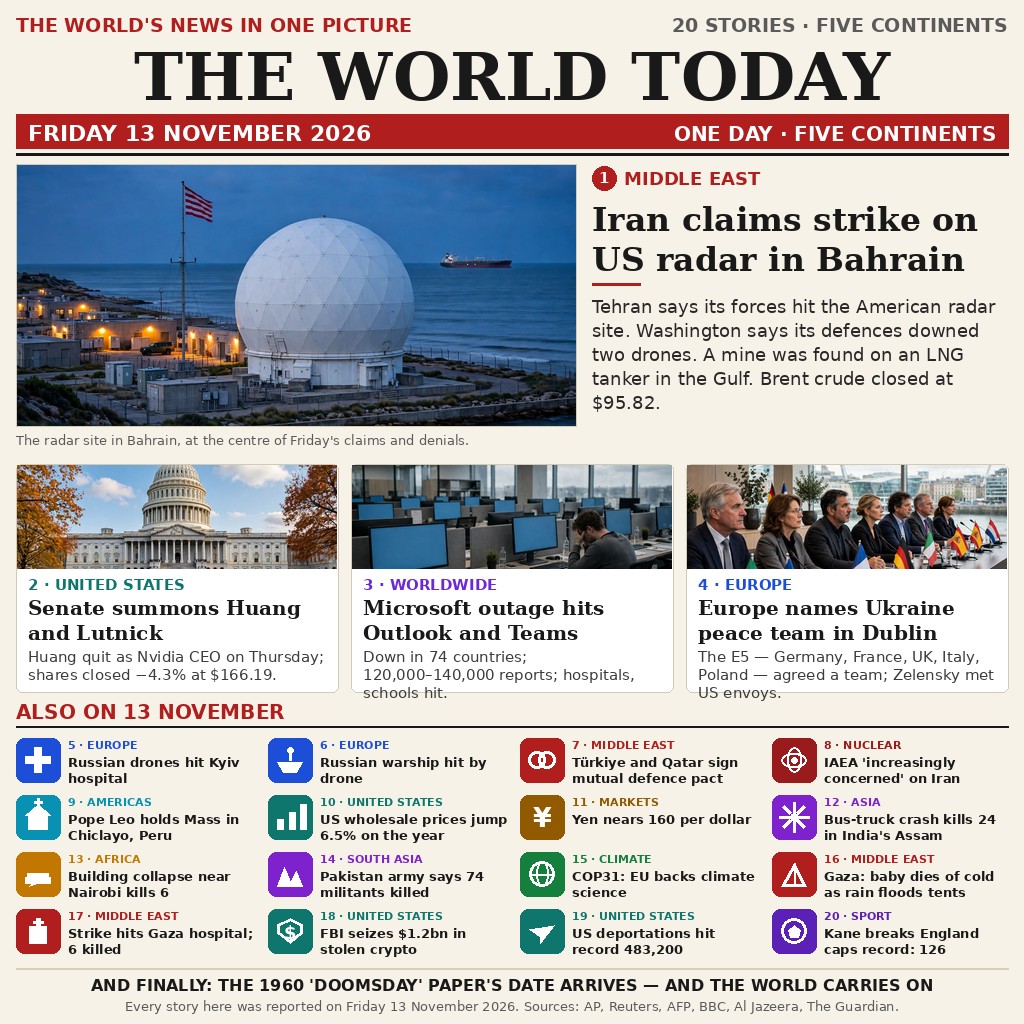 THE WORLD'S NEWS IN ONE PICTURE
20 STORIES · FIVE CONTINENTS
THE WORLD TODAY
FRIDAY 13 NOVEMBER 2026
ONE DAY · FIVE CONTINENTS
1 MIDDLE EAST
Iran claims strike on
US radar in Bahrain
Tehran says its forces hit the American radar
site. Washington says its defences downed
two drones. A mine was found on an LNG
tanker in the Gulf. Brent crude closed at
$95.82.
The radar site in Bahrain, at the centre of Friday's claims and denials.
2 · UNITED STATES
Senate summons Huang
and Lutnick
Huang quit as Nvidia CEO on Thursday;
shares closed −4.3% at $166.19.
3 · WORLDWIDE
Microsoft outage hits
Outlook and Teams
Down in 74 countries;
120,000–140,000 reports; hospitals,
schools hit.
4 · EUROPE
Europe names Ukraine
peace team in Dublin
The E5 — Germany, France, UK, Italy,
Poland — agreed a team; Zelensky met
US envoys.
ALSO ON 13 NOVEMBER
5 · EUROPE
Russian drones hit Kyiv
hospital
6 · EUROPE
Russian warship hit by
drone
7 · MIDDLE EAST
Türkiye and Qatar sign
mutual defence pact
8 · NUCLEAR
IAEA 'increasingly
concerned' on Iran
9 · AMERICAS
Pope Leo holds Mass in
Chiclayo, Peru
10 · UNITED STATES
US wholesale prices jump
6.5% on the year
¥
11 · MARKETS
Yen nears 160 per dollar
12 · ASIA
Bus-truck crash kills 24
in India's Assam
13 · AFRICA
Building collapse near
Nairobi kills 6
14 · SOUTH ASIA
Pakistan army says 74
militants killed
15 · CLIMATE
COP31: EU backs climate
science
16 · MIDDLE EAST
Gaza: baby dies of cold
as rain floods tents
17 · MIDDLE EAST
Strike hits Gaza hospital;
6 killed
$
18 · UNITED STATES
FBI seizes $1.2bn in
stolen crypto
19 · UNITED STATES
US deportations hit
record 483,200
20 · SPORT
Kane breaks England
caps record: 126
AND FINALLY: THE 1960 'DOOMSDAY' PAPER'S DATE ARRIVES — AND THE WORLD CARRIES ON
Every story here was reported on Friday 13 November 2026. Sources: AP, Reuters, AFP, BBC, Al Jazeera, The Guardian.